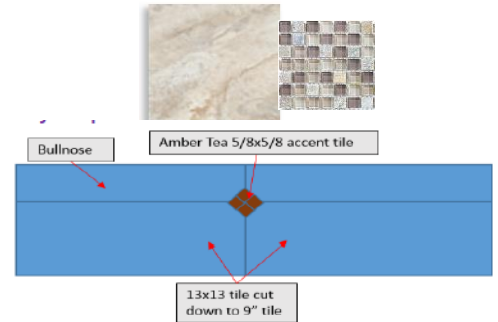 Bullnose
Amber Tea 5/8x5/8 accent tile
13x13 tile cut
down to 9" tile